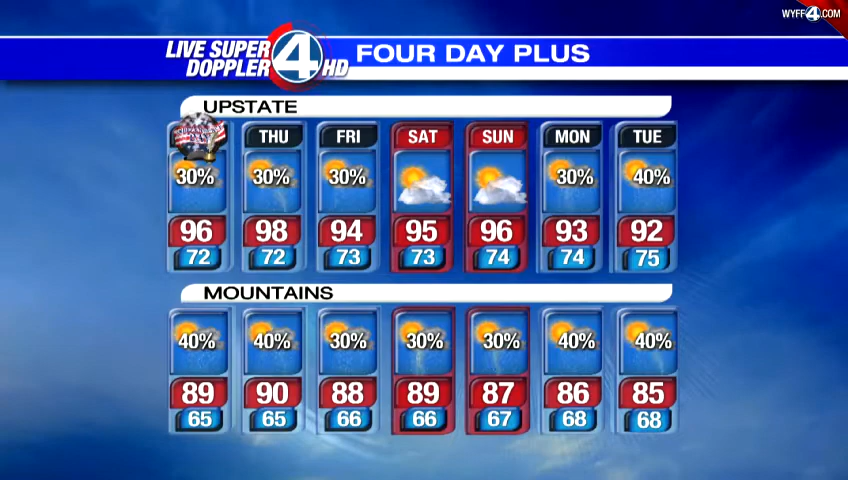 WYFF4.COM
LIVE SUPER
DOPPLER 4 HD
FOUR DAY PLUS
UPSTATE
THU FRI SAT SUN MON TUE
30% 30% 30% 30% 40%
96 98 94 95 96 93 92
72 72 73 73 74 74 75
MOUNTAINS
40% 40% 30% 30% 30% 40% 40%
89 90 88 89 87 86 85
65 65 66 66 67 68 68